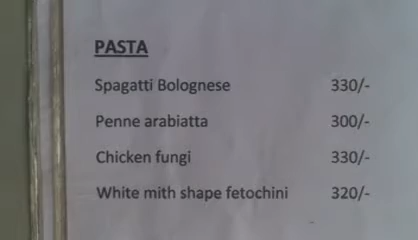 PASTA
Spagatti Bolognese 330/-
Penne arabiatta 300/-
Chicken fungi 330/-
White mith shape fetochini 320/-